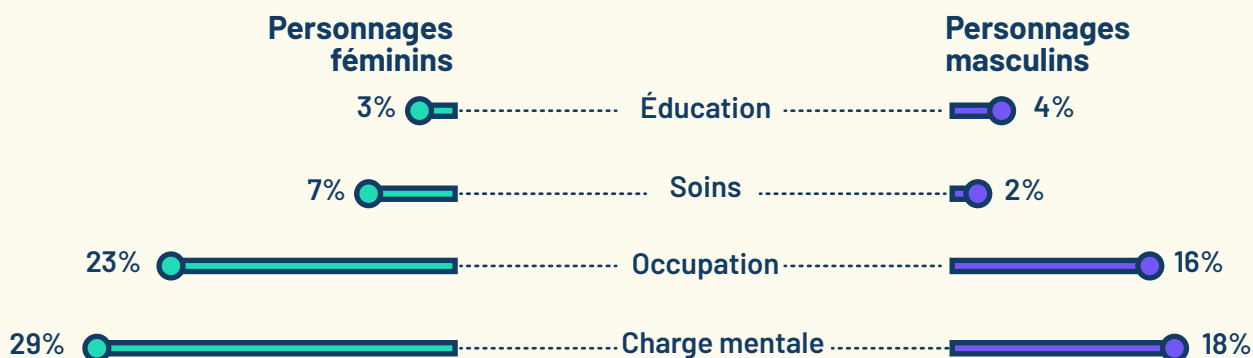 Personnages
féminins
Personnages
masculins
3% Éducation 4%
7% Soins 2%
23% Occupation 16%
29% Charge mentale 18%